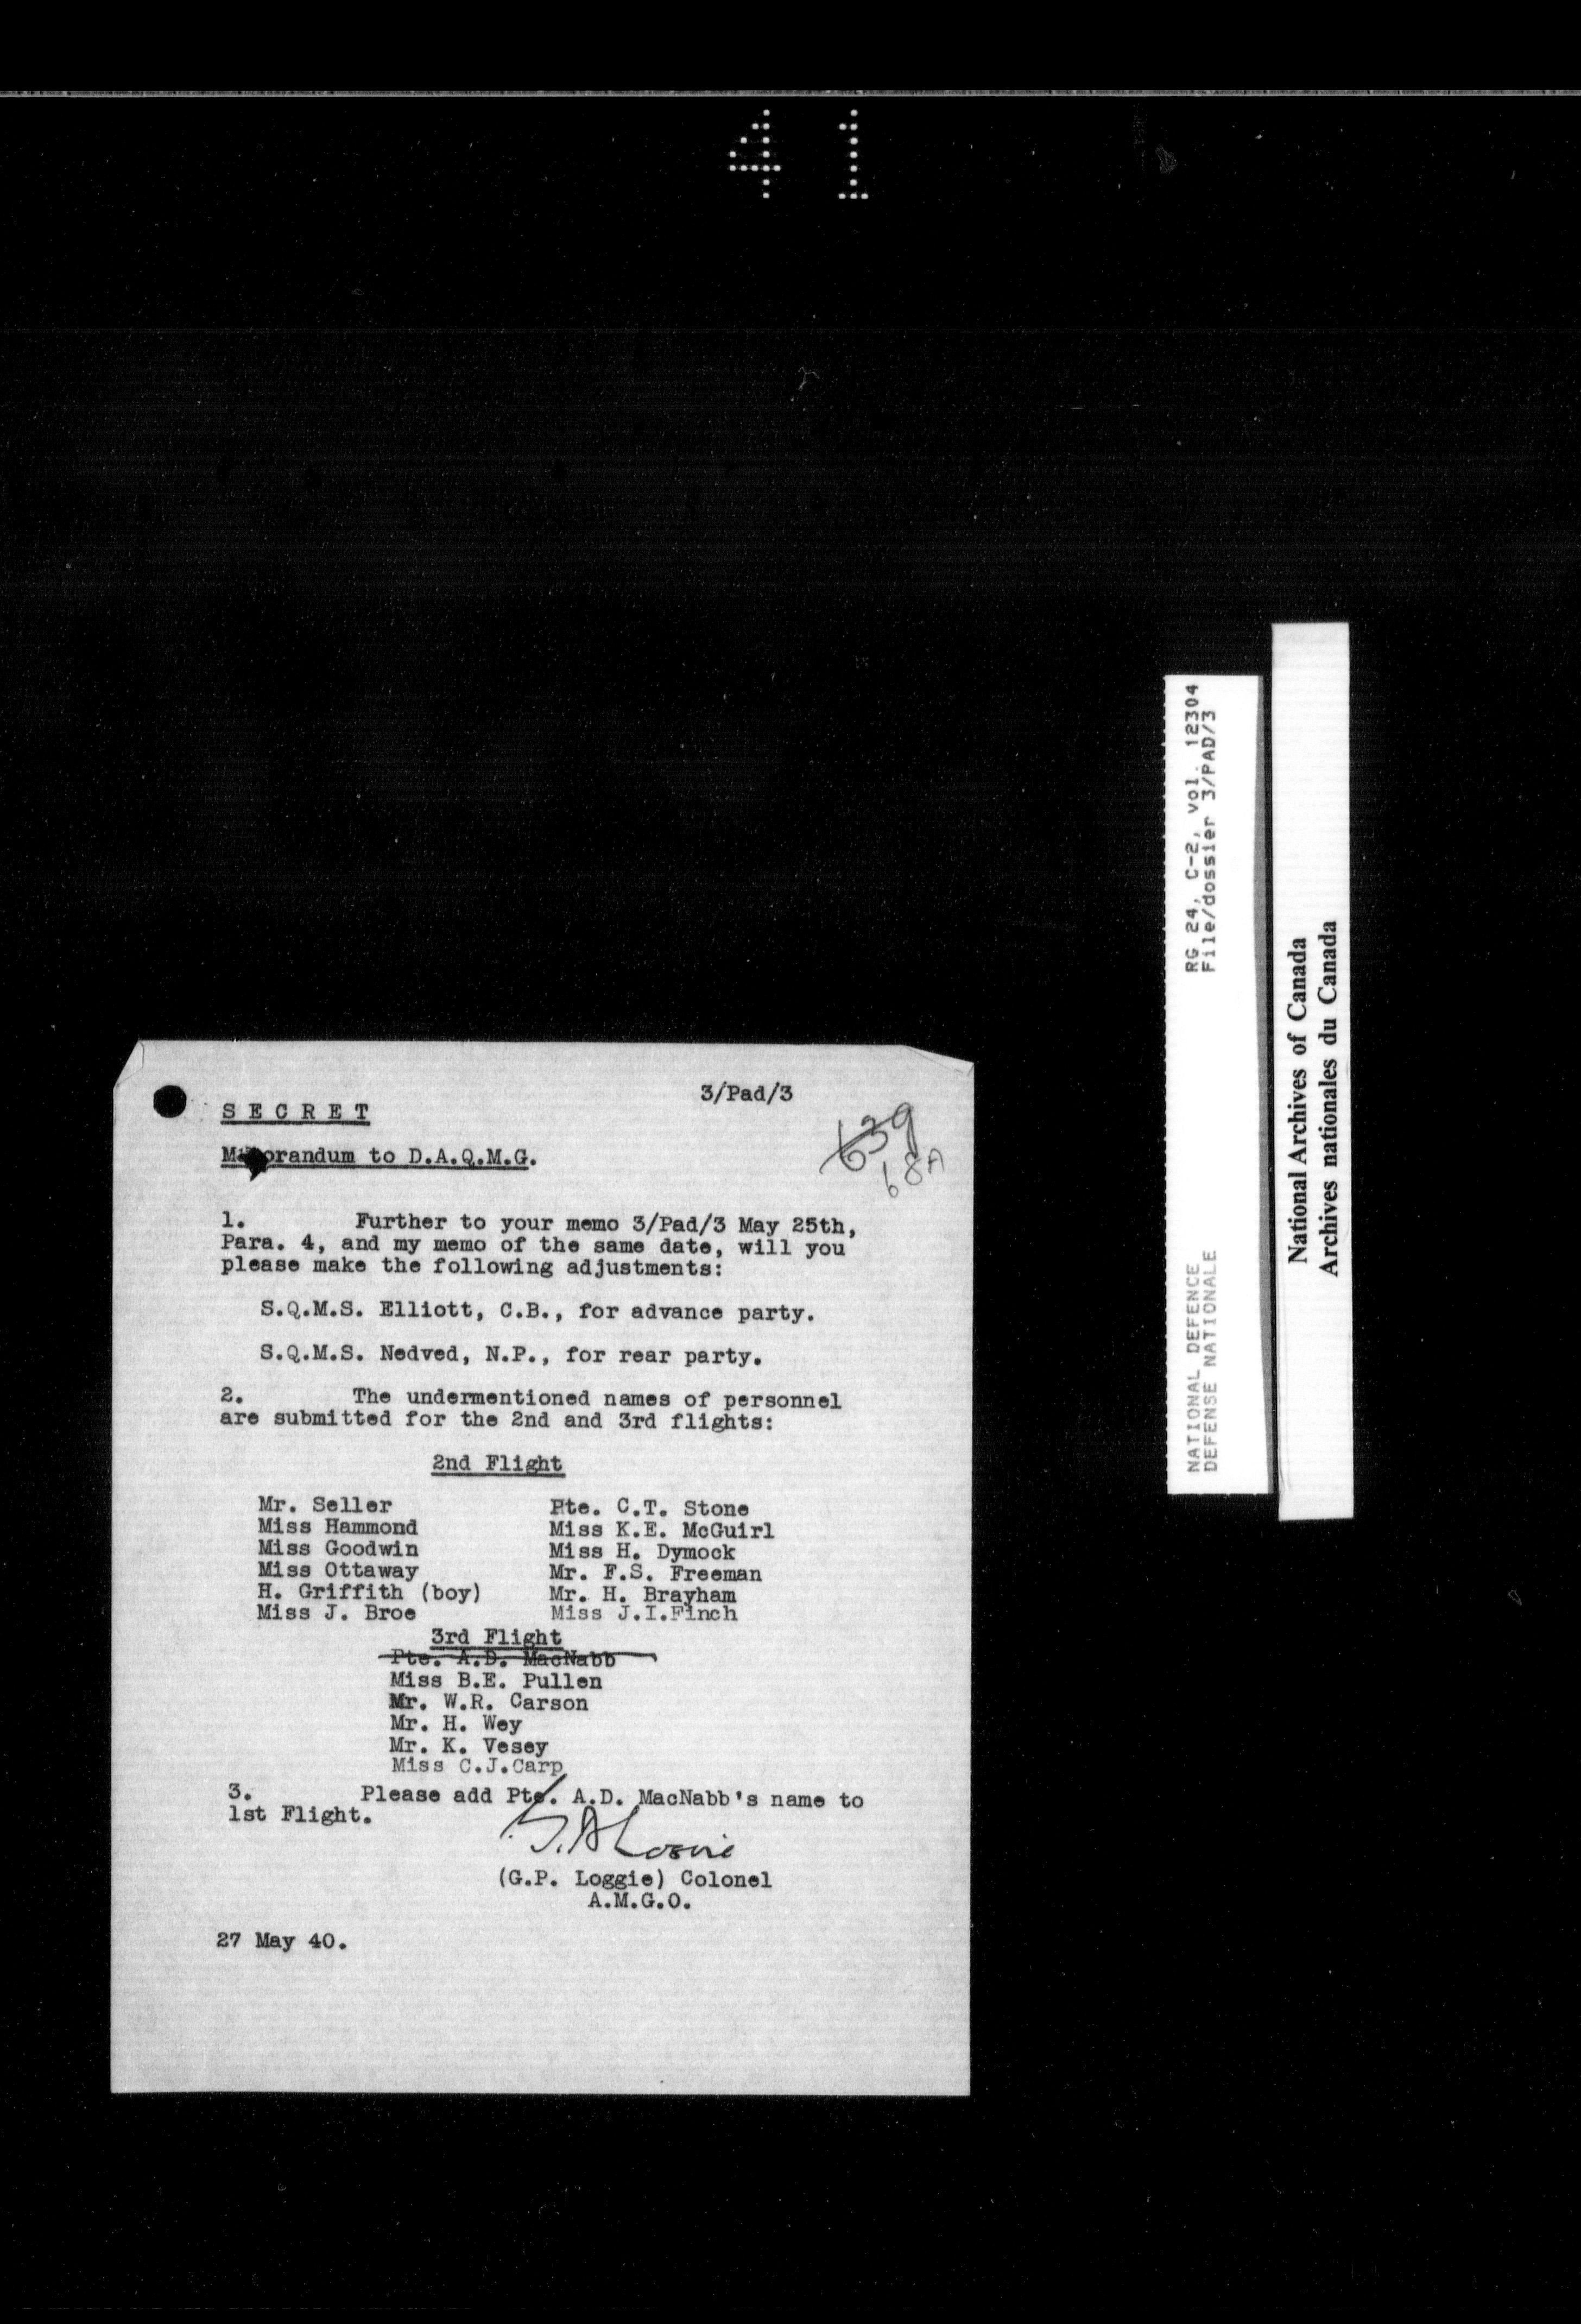 41
3/Pad/3
SECRET
Memorandum to D.A.Q.M.G.
639
68A
1. Further to your memo 3/Pad/3 May 25th,
Para. 4, and my memo of the same date, will you
please make the following adjustments:
S.Q.M.S. Elliott, C.B., for advance party.
S.Q.M.S. Nedved, N.P., for rear party.
2. The undermentioned names of personnel
are submitted for the 2nd and 3rd flights:
2nd Flight
Mr. Seller Pte. C.T. Stone
Miss Hammond Miss K.E. McGuirl
Miss Goodwin Miss H. Dymock
Miss Ottaway Mr. F.S. Freeman
H. Griffith (boy) Mr. H. Brayham
Miss J. Broe Miss J.I.Finch
3rd Flight
Pte. A.D. MacNabb
Miss B.E. Pullen
Mr. W.R. Carson
Mr. H. Wey
Mr. K. Vesey
Miss C.J.Carp
3. Please add Pte. A.D. MacNabb's name to
1st Flight.
(G.P. Loggie) Colonel
A.M.G.O.
27 May 40.
RG 24, C-2, vol. 12304
File/dossier 3/PAD/3
NATIONAL DEFENCE
DEFENSE NATIONALE
National Archives of Canada
Archives nationales du Canada